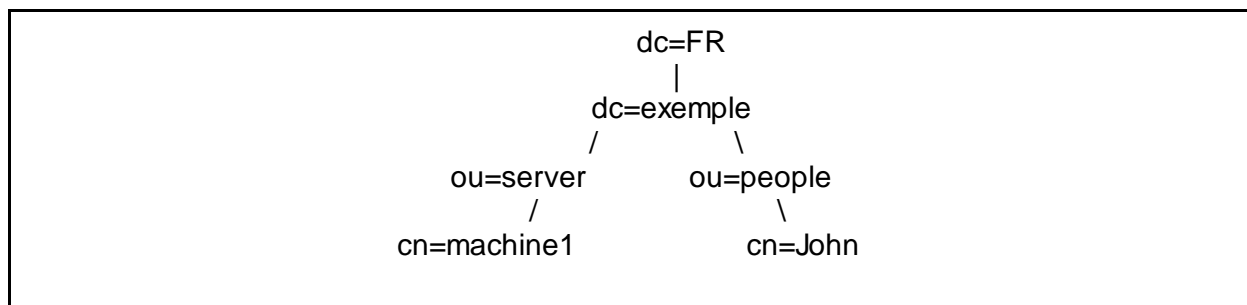 dc=FR
|
dc=exemple
/ \
ou=server ou=people
/ \
cn=machine1 cn=John